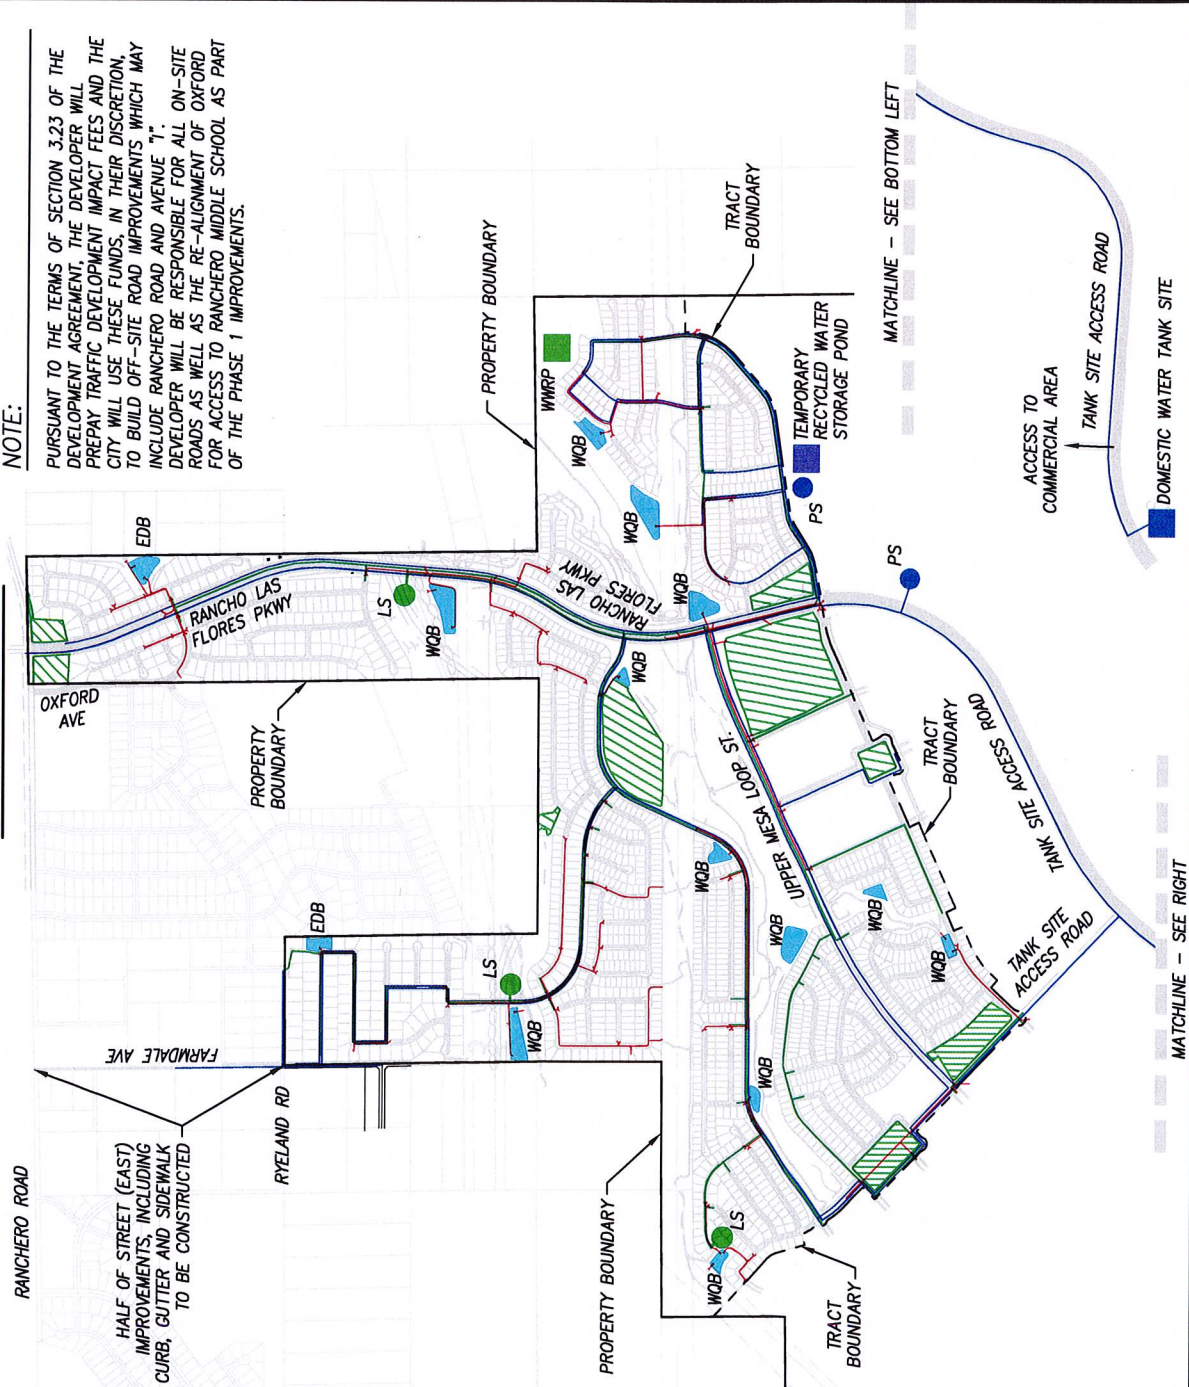 NOTE:
PURSUANT TO THE TERMS OF SECTION 3.23 OF THE
DEVELOPMENT AGREEMENT, THE DEVELOPER WILL
PREPAY TRAFFIC DEVELOPMENT IMPACT FEES AND THE
CITY WILL USE THESE FUNDS, IN THEIR DISCRETION,
TO BUILD OFF-SITE ROAD IMPROVEMENTS WHICH MAY
INCLUDE RANCHERO ROAD AND AVENUE "I".
DEVELOPER WILL BE RESPONSIBLE FOR ALL ON-SITE
ROADS AS WELL AS THE RE-ALIGNMENT OF OXFORD
FOR ACCESS TO RANCHERO MIDDLE SCHOOL AS PART
OF THE PHASE 1 IMPROVEMENTS.
RANCHERO ROAD
HALF OF STREET (EAST)
IMPROVEMENTS, INCLUDING
CURB, GUTTER AND SIDEWALK
TO BE CONSTRUCTED
FARMDALE AVE
RYELAND RD
EDB
OXFORD
AVE
EDB
RANCHO LAS
FLORES PKWY
PROPERTY
BOUNDARY
LS
WQB
PROPERTY BOUNDARY
LS
WQB
RANCHO LAS
FLORES PKWY
WWRP
WQB
WQB
WQB
WQB
TRACT
BOUNDARY
PROPERTY BOUNDARY
WQB
WQB
UPPER MESA LOOP ST.
TEMPORARY
RECYCLED WATER
STORAGE POND
PS
LS
WQB
WQB
WQB
WQB
TRACT
BOUNDARY
PS
TRACT
BOUNDARY
TANK SITE
ACCESS ROAD
TANK SITE ACCESS ROAD
MATCHLINE - SEE RIGHT
MATCHLINE - SEE BOTTOM LEFT
ACCESS TO
COMMERCIAL AREA
TANK SITE ACCESS ROAD
DOMESTIC WATER TANK SITE